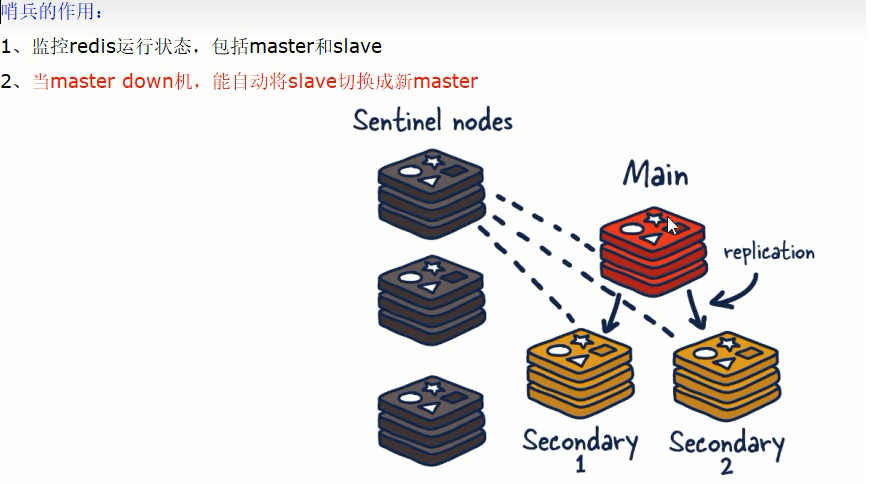 哨兵的作用：
1、监控redis运行状态，包括master和slave
2、当master down机，能自动将slave切换成新master
Sentinel nodes
Main
replication
Secondary
1
Secondary
2